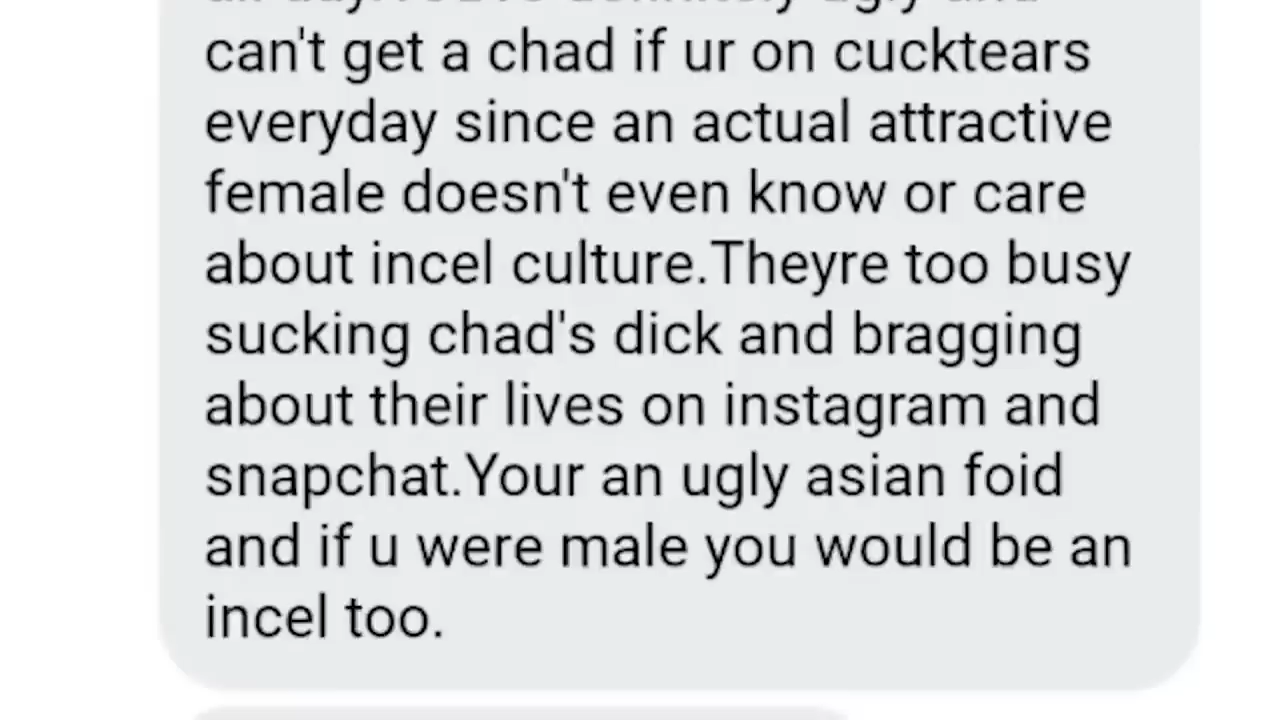 can't get a chad if ur on cucktears
everyday since an actual attractive
female doesn't even know or care
about incel culture.Theyre too busy
sucking chad's dick and bragging
about their lives on instagram and
snapchat.Your an ugly asian foid
and if u were male you would be an
incel too.